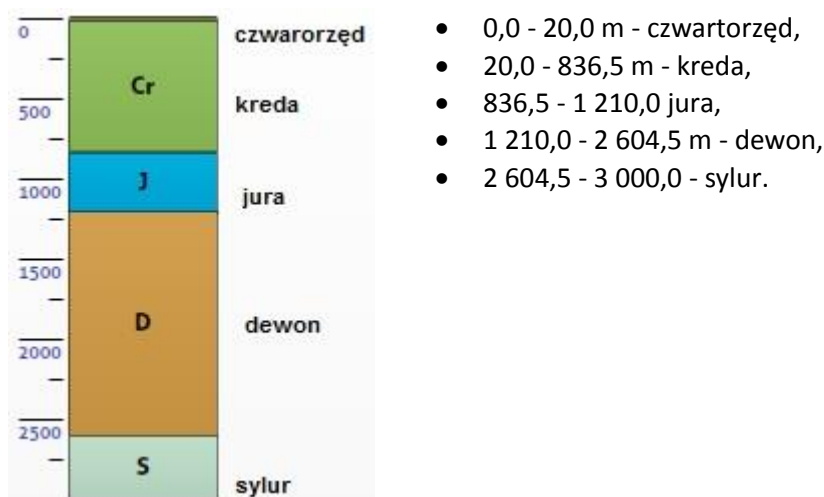 0
500
1000
1500
2000
2500
Cr
J
D
S
czwarorzęd
kreda
jura
dewon
sylur
• 0,0 - 20,0 m - czwartorzęd,
• 20,0 - 836,5 m - kreda,
• 836,5 - 1 210,0 jura,
• 1 210,0 - 2 604,5 m - dewon,
• 2 604,5 - 3 000,0 - sylur.